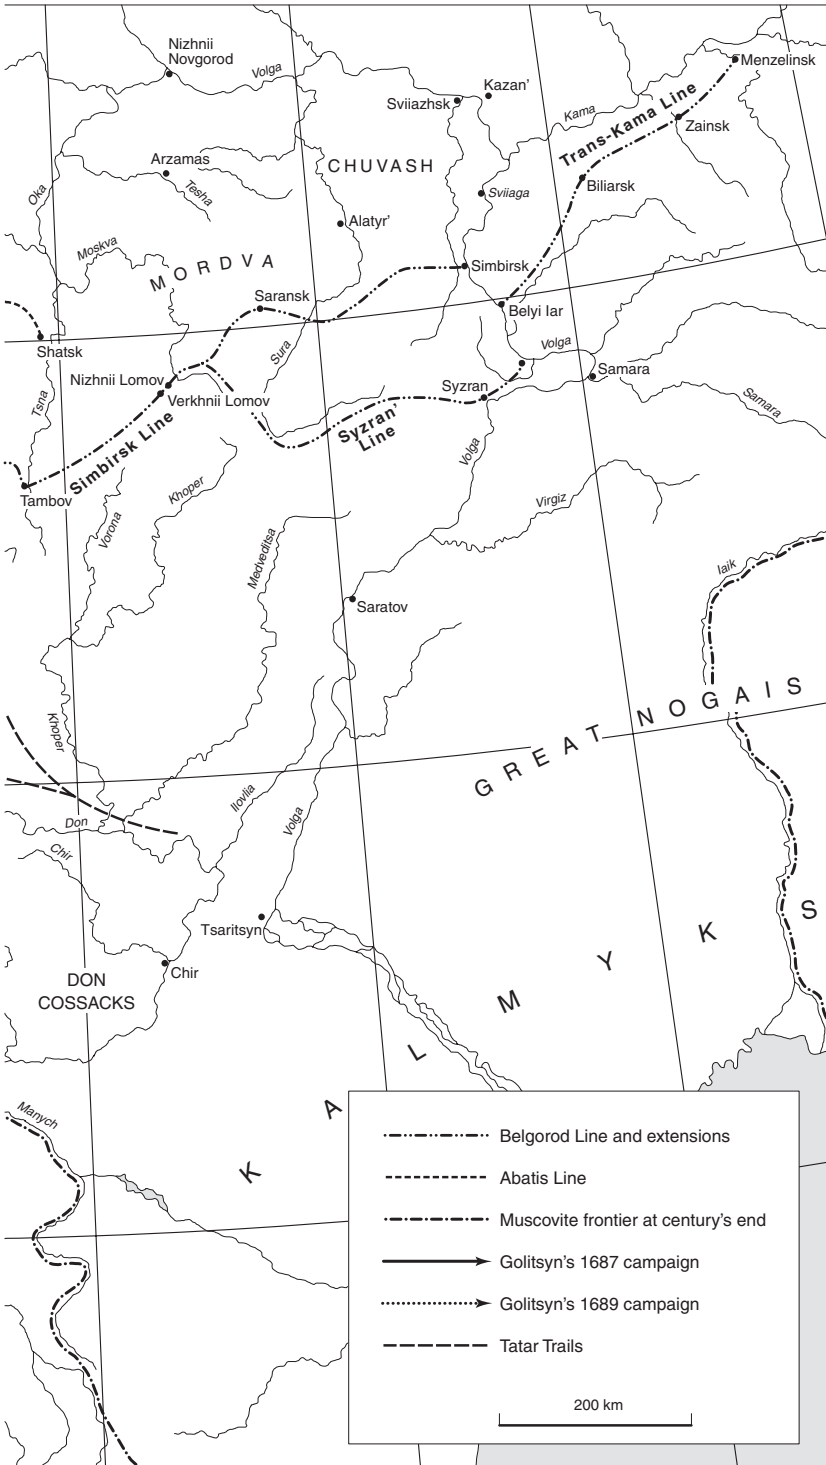 Nizhnii
Novgorod
Volga
Menzelinsk
Kazan'
Sviiazhsk
Kama
Trans-Kama Line
Zainsk
Arzamas
CHUVASH
Tesha
Oka
Sviiaga
Biliarsk
Alatyr'
Moskva
MORDVA
Simbirsk
Saransk
Belyi Iar
Shatsk
Sura
Volga
Samara
Nizhnii Lomov
Verkhnii Lomov
Syzran
Samara
Tsna
Simbirsk Line
Syzran'
Line
Volga
Tambov
Khoper
Virgiz
Vorona
Medveditsa
Iaik
Saratov
GREAT NOGAIS
Khoper
Ilovlia
Volga
Don
Chir
Tsaritsyn
Chir
DON
COSSACKS
KALMYKS
Manych
Belgorod Line and extensions
Abatis Line
Muscovite frontier at century's end
Golitsyn's 1687 campaign
Golitsyn's 1689 campaign
Tatar Trails
200 km